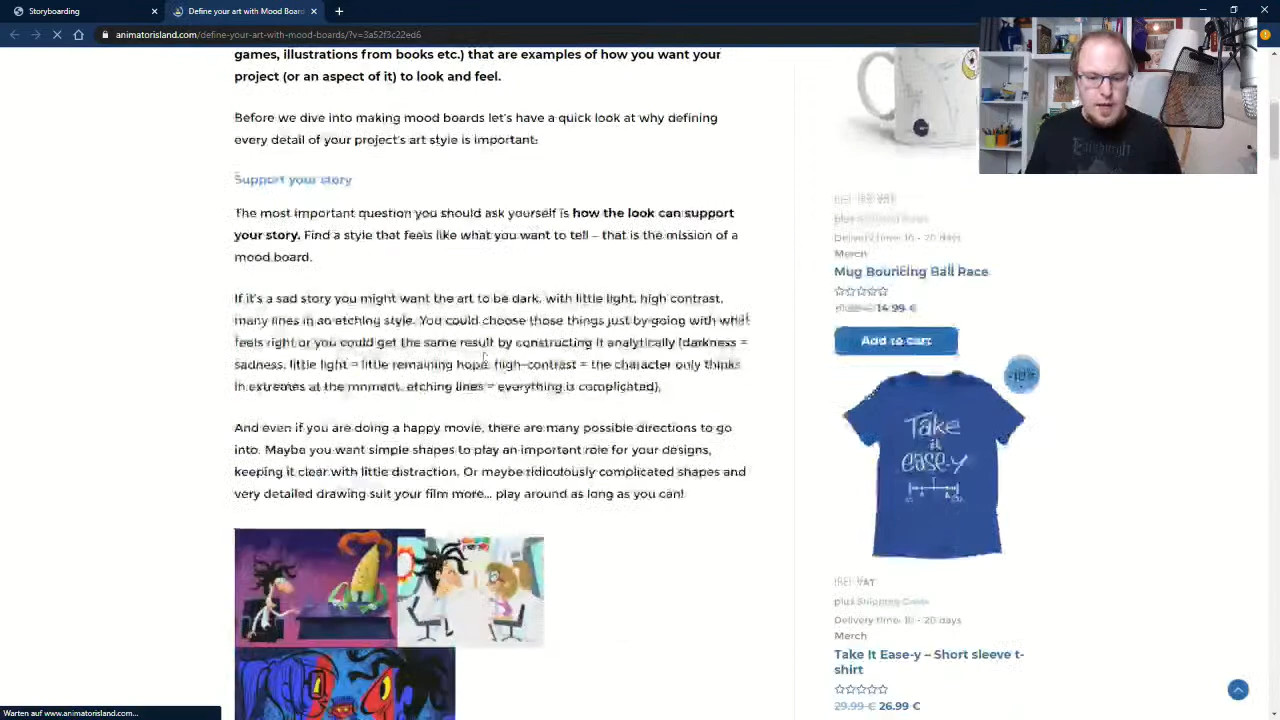 Storyboarding
Define your art with Mood Board
animatorisland.com/define-your-art-with-mood-boards/?v=3a52f3c22ed6
games, illustrations from books etc.) that are examples of how you want your
project (or an aspect of it) to look and feel.
Before we dive into making mood boards let's have a quick look at why defining
every detail of your project's art style is important:
Support your story
The most important question you should ask yourself is how the look can support
your story. Find a style that feels like what you want to tell – that is the mission of a
mood board.
If it's a sad story you might want the art to be dark, with little light, high contrast,
many lines in an etching style. You could choose those things just by going with what
feels right or you could get the same result by constructing it analytically (darkness =
sadness, little light = little remaining hope, high-contrast = the character only thinks
in extremes at the moment, etching lines = everything is complicated).
And even if you are doing a happy movie, there are many possible directions to go
into. Maybe you want simple shapes to play an important role for your designs,
keeping it clear with little distraction. Or maybe ridiculously complicated shapes and
very detailed drawing suit your film more... play around as long as you can!
Delivery time: 10 - 20 days
Merch
Mug Bouncing Ball Race
14.99 €
Add to cart
-10%
Take
it
ease-y
VAT
plus Shipping Costs
Delivery time: 10 - 20 days
Merch
Take It Ease-y – Short sleeve t-
shirt
29.99 € 26.99 €
Warten auf www.animatorisland.com...